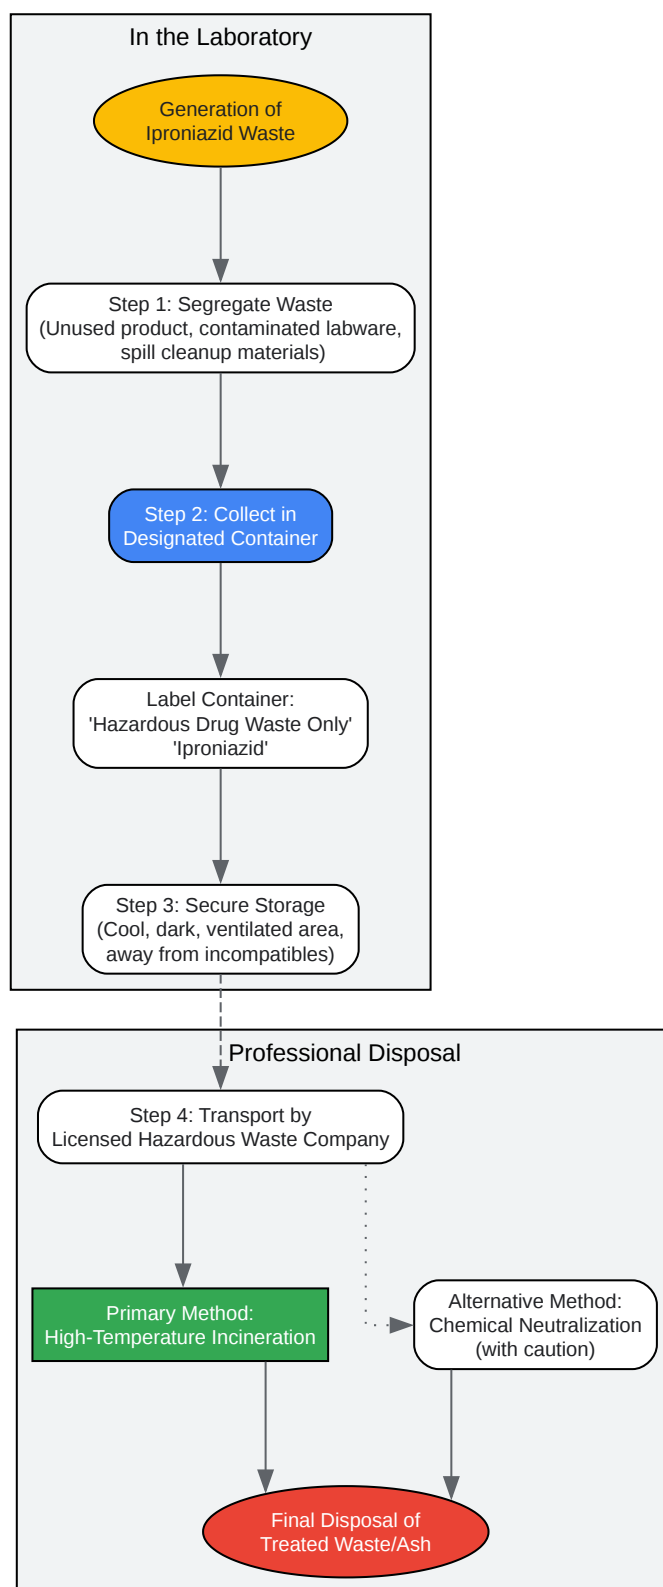 In the Laboratory
Generation of
Iproniazid Waste
Step 1: Segregate Waste
(Unused product, contaminated labware,
spill cleanup materials)
Step 2: Collect in
Designated Container
Label Container:
'Hazardous Drug Waste Only'
'Iproniazid'
Step 3: Secure Storage
(Cool, dark, ventilated area,
away from incompatibles)
Professional Disposal
Step 4: Transport by
Licensed Hazardous Waste Company
Primary Method:
High-Temperature Incineration
Alternative Method:
Chemical Neutralization
(with caution)
Final Disposal of
Treated Waste/Ash